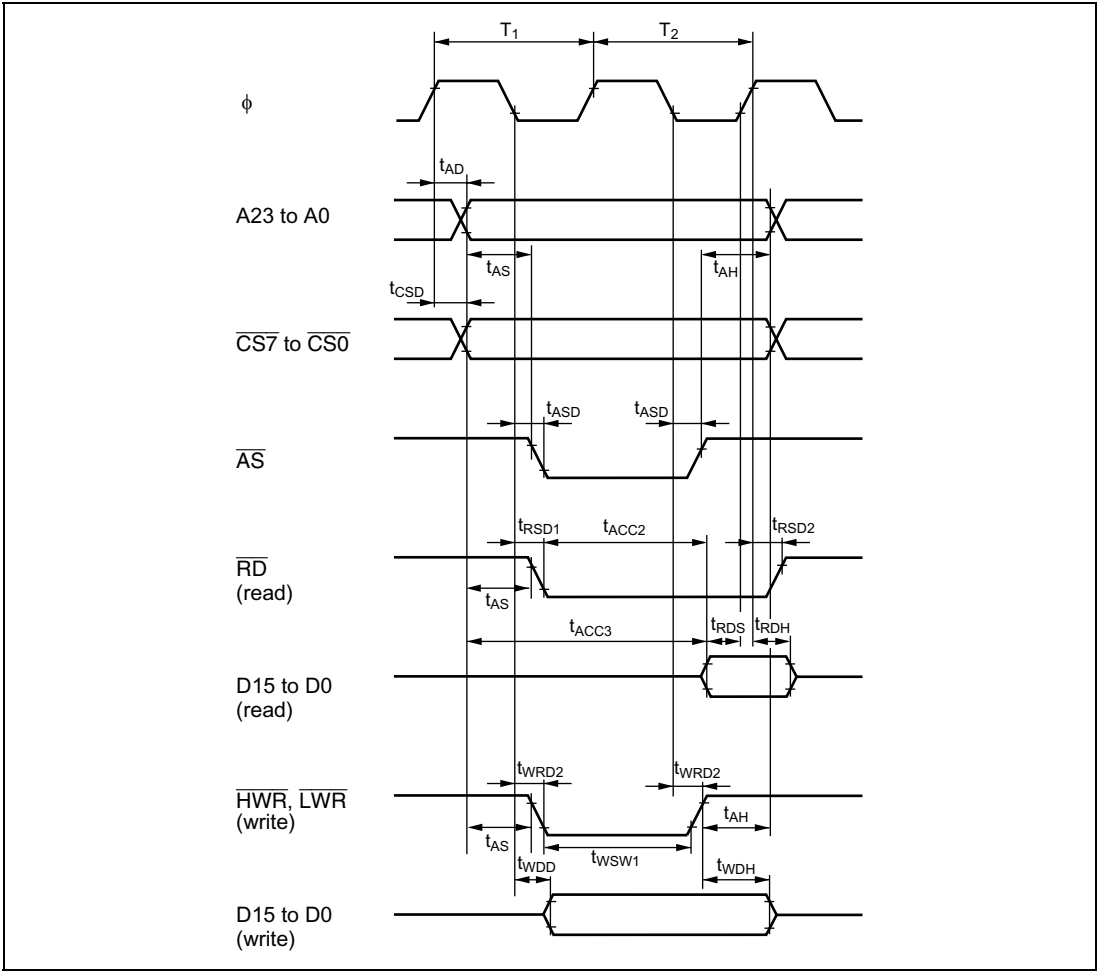 T1 T2
ϕ
tAD
A23 to A0
tAS tAH
tCSD
CS7 to CS0
tASD tASD
AS
tRSD1 tACC2 tRSD2
RD
(read)
tAS
tACC3 tRDS tRDH
D15 to D0
(read)
tWRD2 tWRD2
HWR, LWR
(write)
tAH
tAS
tWDD tWSW1 tWDH
D15 to D0
(write)